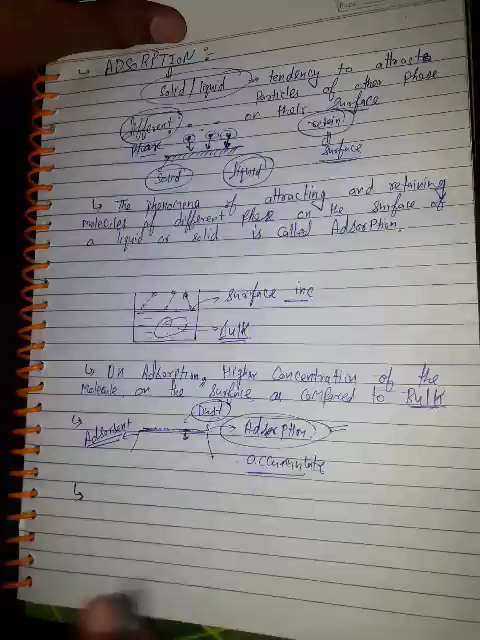 ↳ ADSORPTION :-
Solid / liquid → tendency to attract
Particles of other Phase
on their surface
Different Phase
retain
surface
Solid liquid
↳ The phenomena of attracting and retaining
molecules of different phase on the surface of
a liquid or solid is called Adsorption.
→ surface inc
→ Bulk
↳ On Adsorption, Higher Concentration of the
Molecule on the surface as compared to Bulk
Dust
↳ Adsorbent → Adsorption
accumulate
↳